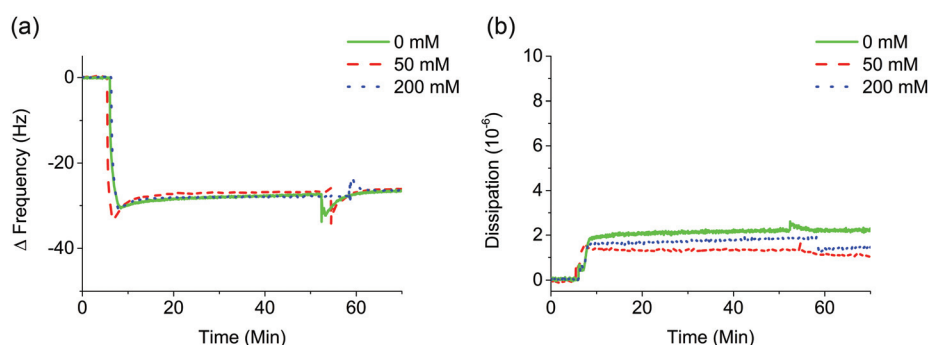 (a)
0 mM
50 mM
200 mM
0
-20
-40
Δ Frequency (Hz)
0
20
40
60
Time (Min)
(b)
0 mM
50 mM
200 mM
10
8
6
4
2
0
Dissipation (10⁻⁶)
0
20
40
60
Time (Min)